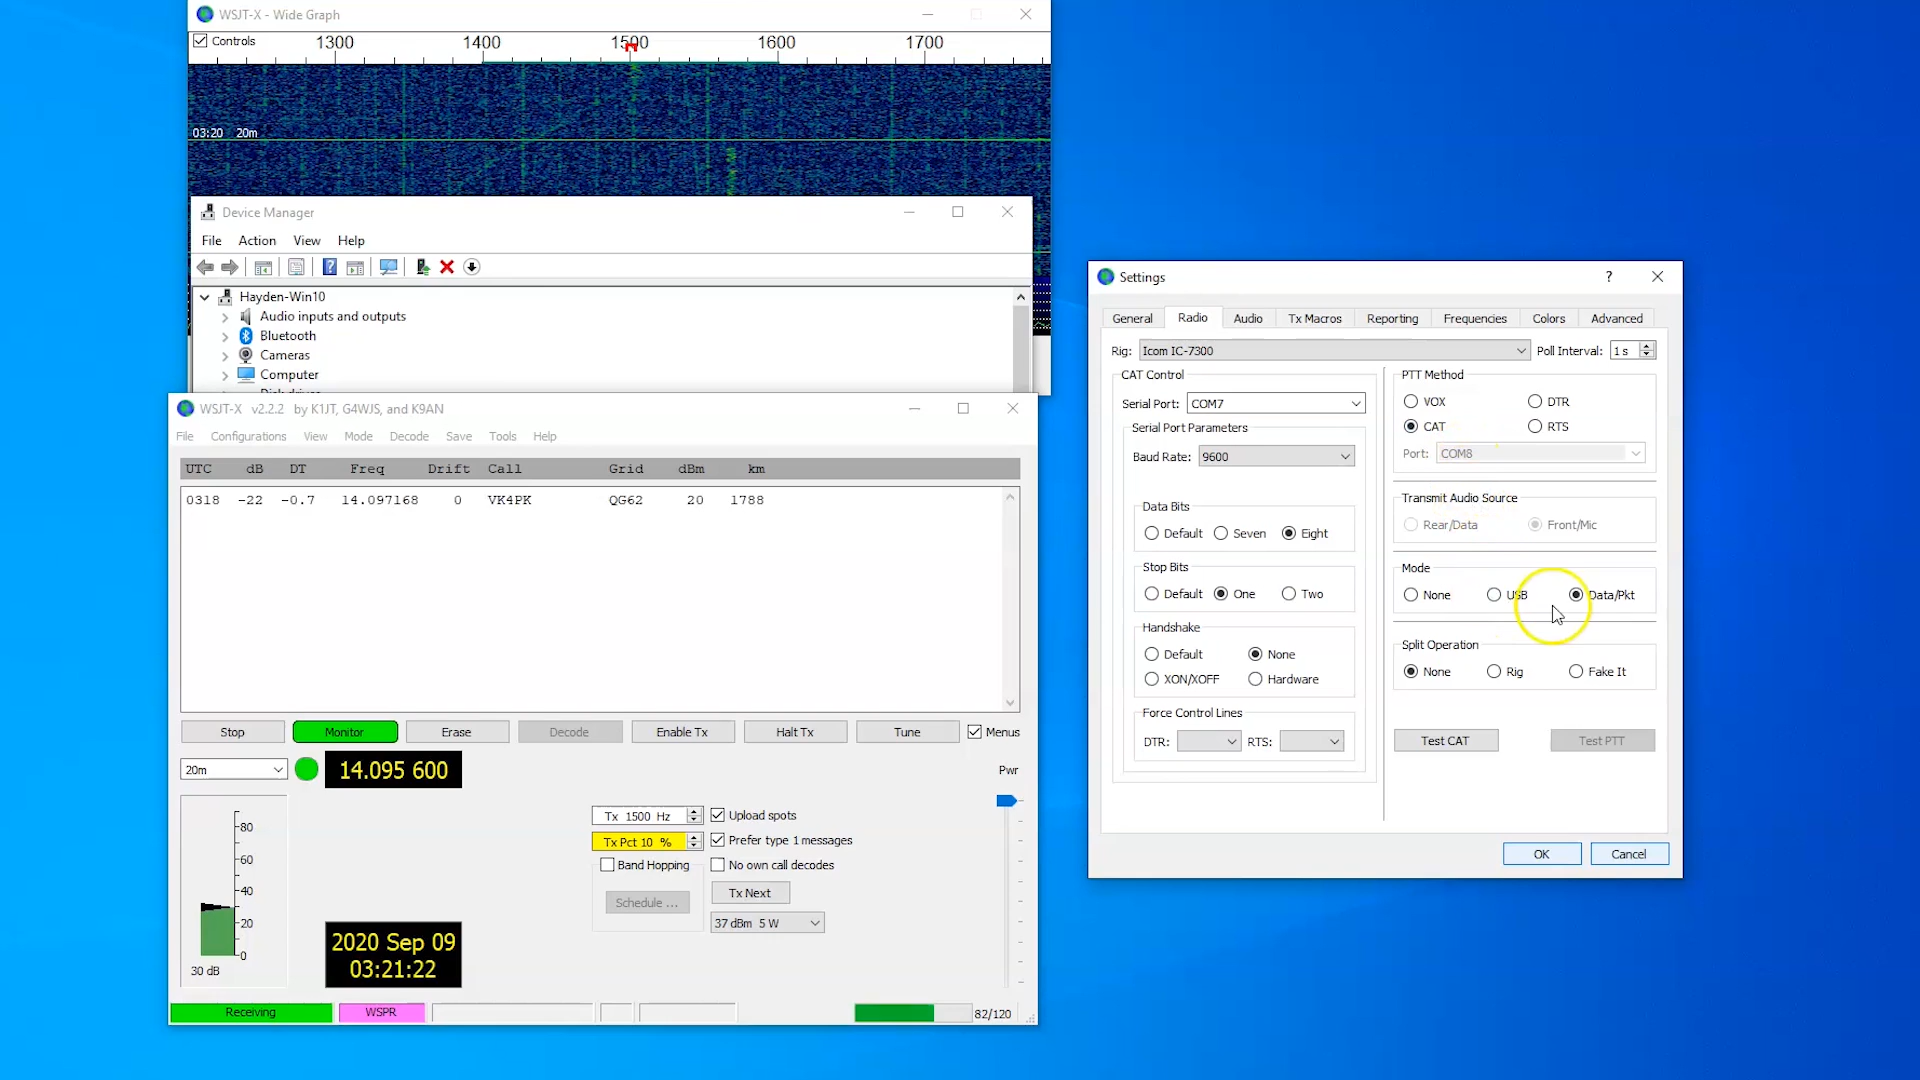 WSJT-X - Wide Graph
Controls 1300 1400 1500 1600 1700
03:20 20m
Device Manager
File Action View Help
Hayden-Win10
Audio inputs and outputs
Bluetooth
Cameras
Computer
WSJT-X v2.2.2 by K1JT, G4WJS, and K9AN
File Configurations View Mode Decode Save Tools Help
UTC dB DT Freq Drift Call Grid dBm km
0318 -22 -0.7 14.097168 0 VK4PK QG62 20 1788
Stop Monitor Erase Decode Enable Tx Halt Tx Tune Menus
20m 14.095 600 Pwr
Tx 1500 Hz Upload spots
Tx Pct 10 % Prefer type 1 messages
Band Hopping No own call decodes
Schedule ... Tx Next
37 dBm 5 W
-80
-60
-40
-20
-0
30 dB
2020 Sep 09
03:21:22
Receiving WSPR 82/120
Settings ?
General Radio Audio Tx Macros Reporting Frequencies Colors Advanced
Rig: Icom IC-7300 Poll Interval: 1 s
CAT Control
Serial Port: COM7
Serial Port Parameters
Baud Rate: 9600
Data Bits
Default Seven Eight
Stop Bits
Default One Two
Handshake
Default None
XON/XOFF Hardware
Force Control Lines
DTR: RTS:
PTT Method
VOX DTR
CAT RTS
Port: COM8
Transmit Audio Source
Rear/Data Front/Mic
Mode
None USB Data/Pkt
Split Operation
None Rig Fake It
Test CAT Test PTT
OK Cancel